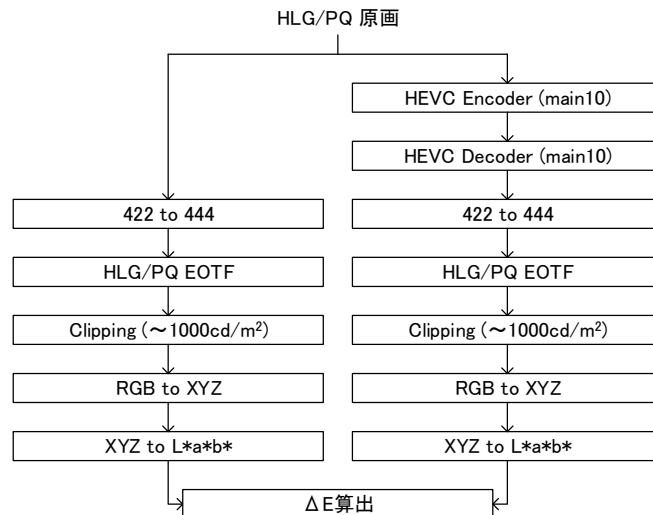 HLG/PQ 原画
HEVC Encoder (main10)
HEVC Decoder (main10)
422 to 444
422 to 444
HLG/PQ EOTF
HLG/PQ EOTF
Clipping (～1000cd/m²)
Clipping (～1000cd/m²)
RGB to XYZ
RGB to XYZ
XYZ to L*a*b*
XYZ to L*a*b*
ΔE算出